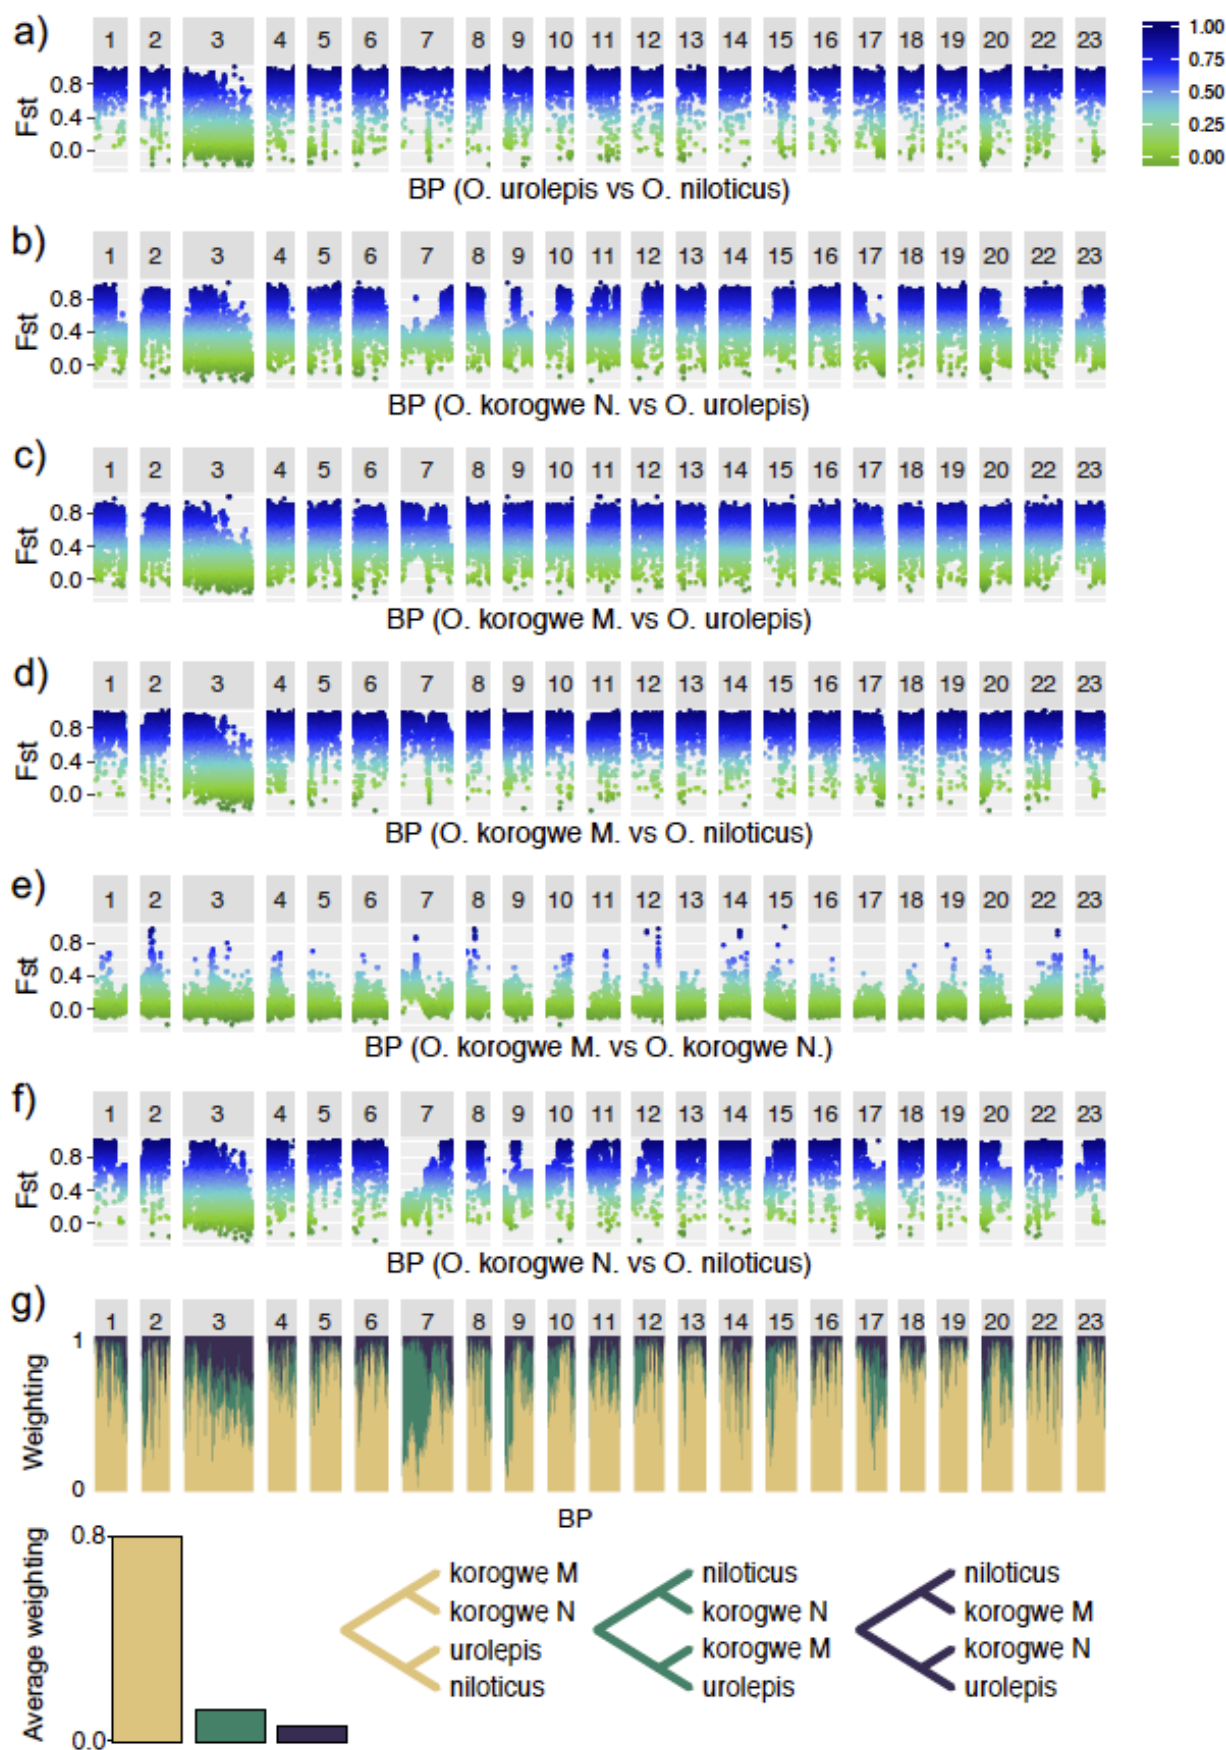 a) 1 2 3 4 5 6 7 8 9 10 11 12 13 14 15 16 17 18 19 20 22 23
1.00
0.75
0.50
0.25
0.00
Fst
0.8
0.4
0.0
BP (O. urolepis vs O. niloticus)
b) 1 2 3 4 5 6 7 8 9 10 11 12 13 14 15 16 17 18 19 20 22 23
Fst
0.8
0.4
0.0
BP (O. korogwe N. vs O. urolepis)
c) 1 2 3 4 5 6 7 8 9 10 11 12 13 14 15 16 17 18 19 20 22 23
Fst
0.8
0.4
0.0
BP (O. korogwe M. vs O. urolepis)
d) 1 2 3 4 5 6 7 8 9 10 11 12 13 14 15 16 17 18 19 20 22 23
Fst
0.8
0.4
0.0
BP (O. korogwe M. vs O. niloticus)
e) 1 2 3 4 5 6 7 8 9 10 11 12 13 14 15 16 17 18 19 20 22 23
Fst
0.8
0.4
0.0
BP (O. korogwe M. vs O. korogwe N.)
f) 1 2 3 4 5 6 7 8 9 10 11 12 13 14 15 16 17 18 19 20 22 23
Fst
0.8
0.4
0.0
BP (O. korogwe N. vs O. niloticus)
g) 1 2 3 4 5 6 7 8 9 10 11 12 13 14 15 16 17 18 19 20 22 23
Weighting
1
0
BP
Average weighting
0.8
0.0
korogwe M
korogwe N
urolepis
niloticus
niloticus
korogwe N
korogwe M
urolepis
niloticus
korogwe M
korogwe N
urolepis